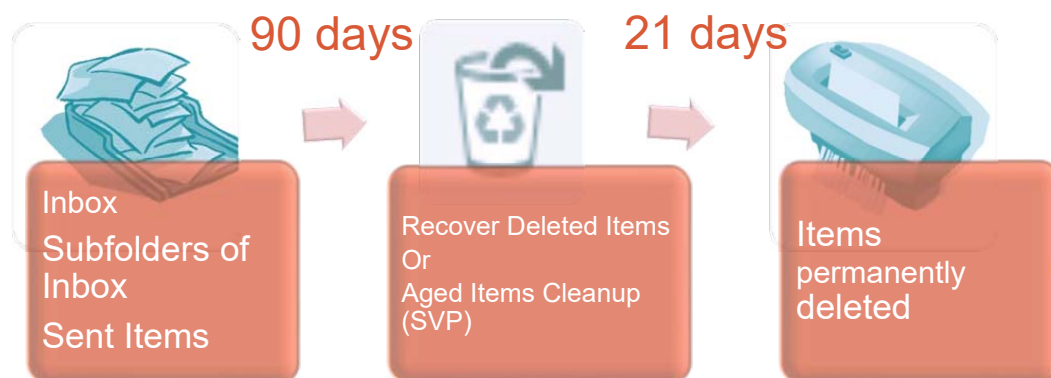 90 days
21 days
Inbox
Subfolders of
Inbox
Sent Items
Recover Deleted Items
Or
Aged Items Cleanup
(SVP)
Items
permanently
deleted